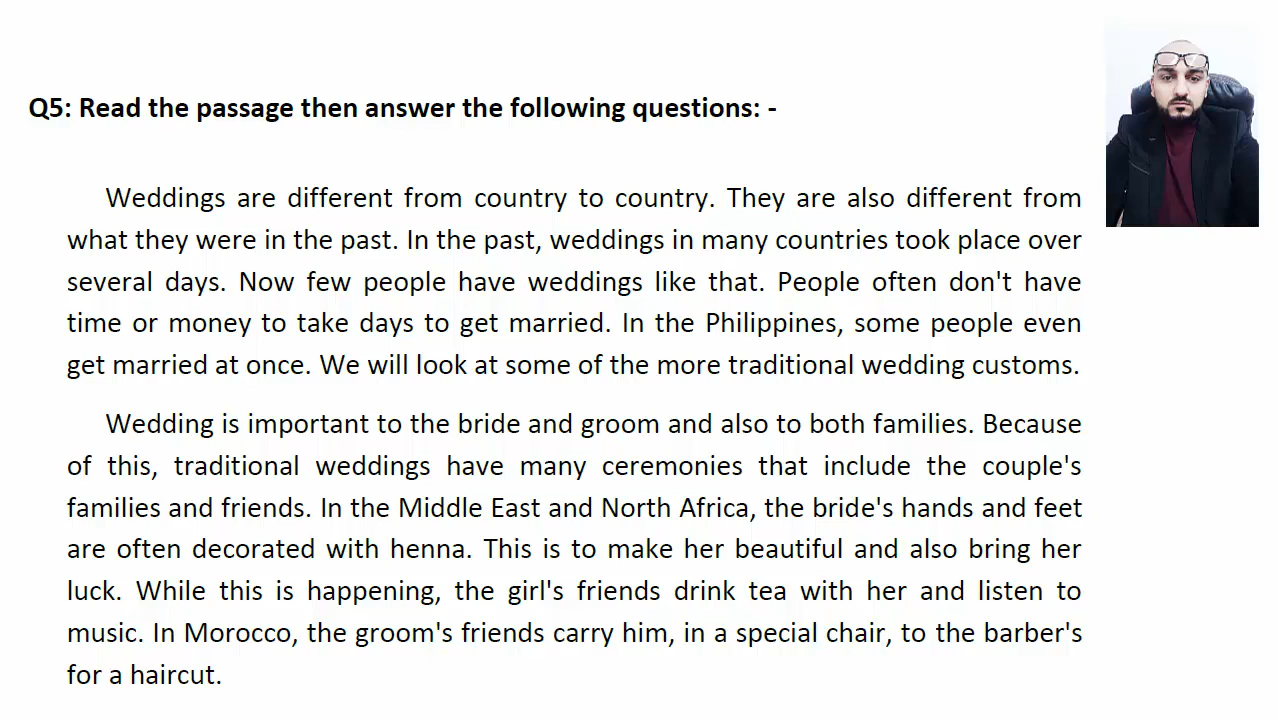 Q5: Read the passage then answer the following questions: -
Weddings are different from country to country. They are also different from
what they were in the past. In the past, weddings in many countries took place over
several days. Now few people have weddings like that. People often don't have
time or money to take days to get married. In the Philippines, some people even
get married at once. We will look at some of the more traditional wedding customs.
Wedding is important to the bride and groom and also to both families. Because
of this, traditional weddings have many ceremonies that include the couple's
families and friends. In the Middle East and North Africa, the bride's hands and feet
are often decorated with henna. This is to make her beautiful and also bring her
luck. While this is happening, the girl's friends drink tea with her and listen to
music. In Morocco, the groom's friends carry him, in a special chair, to the barber's
for a haircut.